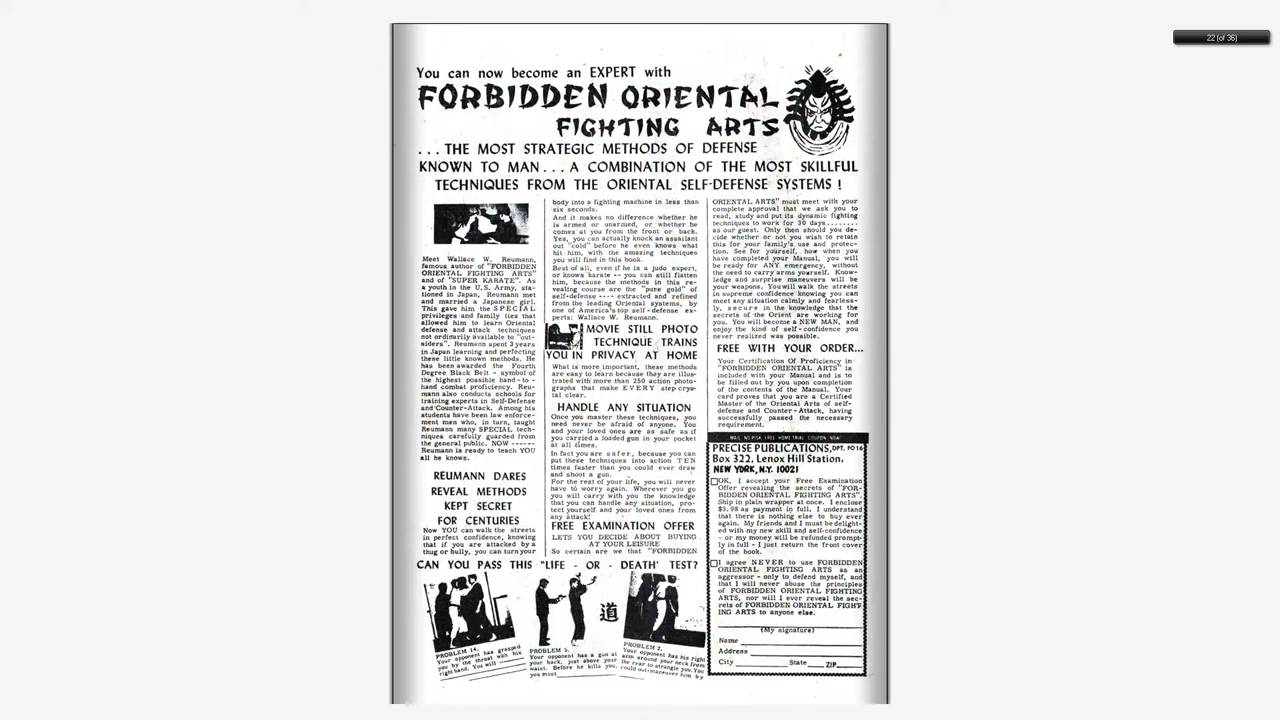 22 (of 36)
You can now become an EXPERT with
FORBIDDEN ORIENTAL
FIGHTING ARTS
...THE MOST STRATEGIC METHODS OF DEFENSE
KNOWN TO MAN...A COMBINATION OF THE MOST SKILLFUL
TECHNIQUES FROM THE ORIENTAL SELF-DEFENSE SYSTEMS !
Meet Wallace W. Reumann,
famous author of "FORBIDDEN
ORIENTAL FIGHTING ARTS"
and of "SUPER KARATE". As
a youth in the U.S. Army, sta-
tioned in Japan, Reumann met
and married a Japanese girl.
This gave him the SPECIAL
privileges and family ties that
allowed him to learn Oriental
defense and attack techniques
not ordinarily available to "out-
siders". Reumann spent 3 years
in Japan learning and perfecting
these little known methods. He
has been awarded the Fourth
Degree Black Belt - symbol of
the highest possible hand-to-
hand combat proficiency. Reu-
mann also conducts schools for
training experts in Self-Defense
and Counter-Attack. Among his
students have been law enforce-
ment men who, in turn, taught
Reumann many SPECIAL tech-
niques carefully guarded from
the general public. NOW ------
Reumann is ready to teach YOU
all he knows.
REUMANN DARES
REVEAL METHODS
KEPT SECRET
FOR CENTURIES
Now YOU can walk the streets
in perfect confidence, knowing
that if you are attacked by a
thug or bully, you can turn your
body into a fighting machine in less than
six seconds.
And it makes no difference whether he
is armed or unarmed, or whether he
comes at you from the front or back.
Yes, you can actually knock an assailant
out "cold" before he even knows what
hit him, with the amazing techniques
you will find in this book.
Best of all, even if he is a judo expert,
or knows karate -- you can still flatten
him, because the methods in this re-
vealing course are the "pure gold" of
self-defense ---- extracted and refined
from the leading Oriental systems, by
one of America's top self-defense ex-
perts: Wallace W. Reumann.
MOVIE STILL PHOTO
TECHNIQUE TRAINS
YOU IN PRIVACY AT HOME
What is more important, these methods
are easy to learn because they are illus-
trated with more than 250 action photo-
graphs that make EVERY step crys-
tal clear.
HANDLE ANY SITUATION
Once you master these techniques, you
need never be afraid of anyone. You
and your loved ones are as safe as if
you carried a loaded gun in your pocket
at all times.
In fact you are safer, because you can
put these techniques into action TEN
times faster than you could ever draw
and shoot a gun.
For the rest of your life, you will never
have to worry again. Wherever you go
you will carry with you the knowledge
that you can handle any situation, pro-
tect yourself and your loved ones from
any attack!
FREE EXAMINATION OFFER
LETS YOU DECIDE ABOUT BUYING
AT YOUR LEISURE
So certain are we that "FORBIDDEN
ORIENTAL ARTS" must meet with your
complete approval that we ask you to
read, study and put its dynamic fighting
techniques to work for 30 days........
as our guest. Only then should you de-
cide whether or not you wish to retain
this for your family's use and protec-
tion. See for yourself, how when you
have completed your Manual, you will
be ready for ANY emergency, without
the need to carry arms yourself. Know-
ledge and surprise maneuvers will be
your weapons. You will walk the streets
in supreme confidence knowing you can
meet any situation calmly and fearless-
ly, secure in the knowledge that the
secrets of the Orient are working for
you. You will become a NEW MAN, and
enjoy the kind of self-confidence you
never realized was possible.
FREE WITH YOUR ORDER...
Your Certification Of Proficiency in
"FORBIDDEN ORIENTAL ARTS" is
included with your Manual and is to
be filled out by you upon completion
of the contents of the Manual. Your
card proves that you are a Certified
Master of the Oriental Arts of self-
defense and Counter-Attack, having
successfully passed the necessary
requirement.
MAIL NO RISK FREE HOME TRIAL COUPON NOW!
PRECISE PUBLICATIONS, DPT. FO16
Box 322, Lenox Hill Station,
NEW YORK, N.Y. 10021
OK, I accept your Free Examination
Offer revealing the secrets of "FOR-
BIDDEN ORIENTAL FIGHTING ARTS".
Ship in plain wrapper at once. I enclose
$3.98 as payment in full. I understand
that there is nothing else to buy ever
again. My friends and I must be delight-
ed with my new skill and self-confidence
- or my money will be refunded prompt-
ly in full - I just return the front cover
of the book.
I agree NEVER to use FORBIDDEN
ORIENTAL FIGHTING ARTS as an
aggressor - only to defend myself, and
that I will never abuse the principles
of FORBIDDEN ORIENTAL FIGHTING
ARTS, nor will I ever reveal the sec-
rets of FORBIDDEN ORIENTAL FIGHT-
ING ARTS to anyone else.
(My signature)
Name
Address
City State ZIP
CAN YOU PASS THIS "LIFE - OR - DEATH' TEST?
道
PROBLEM 14.
Your opponent has grasped
you by the throat with his
right hand. You will
PROBLEM 5.
Your opponent has a gun at
your back, just above your
waist. Before he kills you,
you must
PROBLEM 2.
Your opponent has his right
arm around your neck from
the rear to strangle you. You
could out-maneuver him by